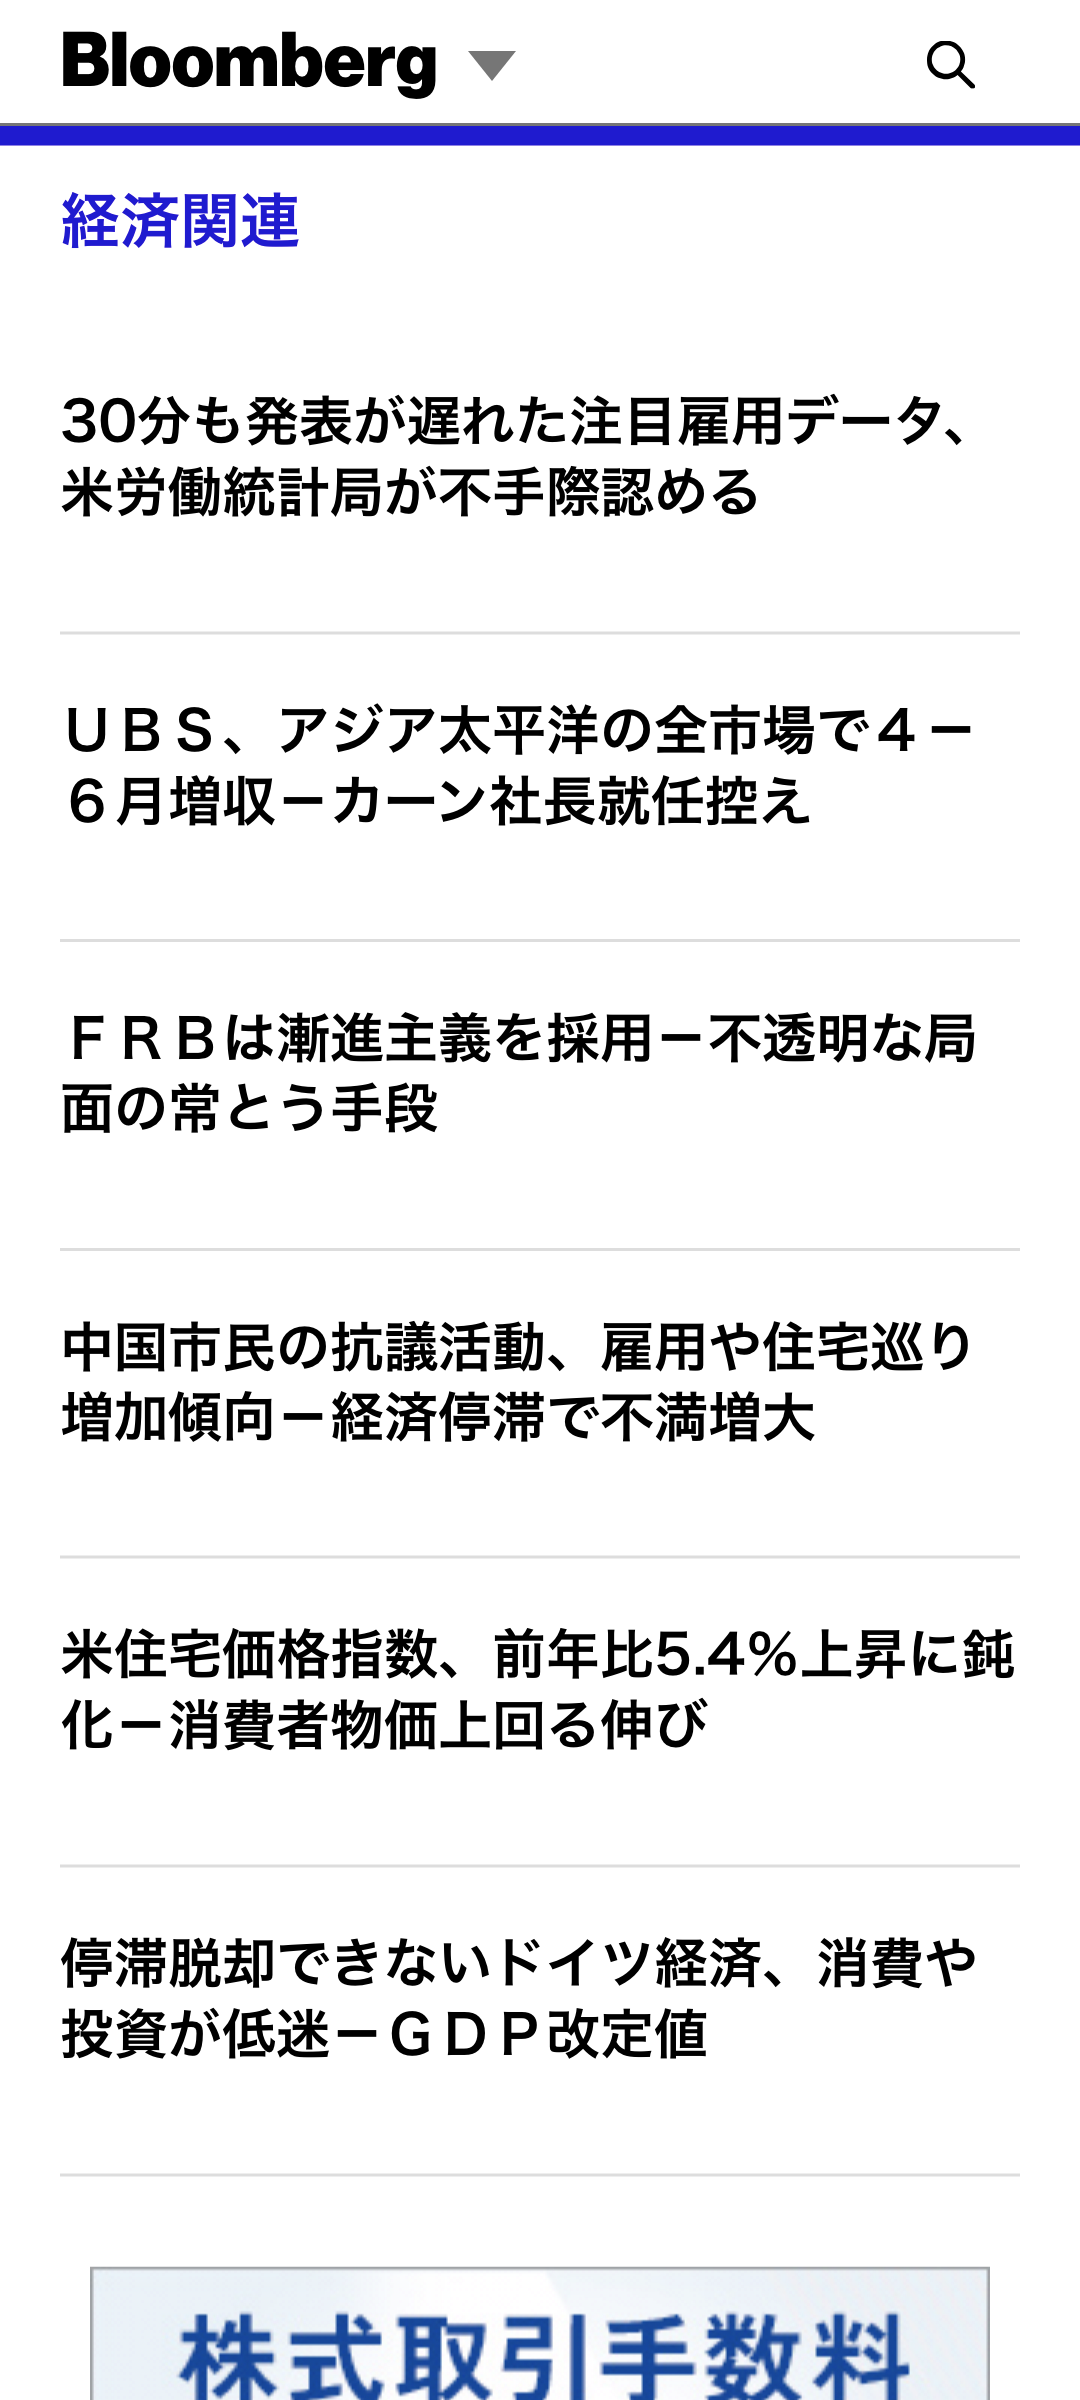 Bloomberg
経済関連
30分も発表が遅れた注目雇用データ、
米労働統計局が不手際認める
ＵＢＳ、アジア太平洋の全市場で４－
６月増収－カーン社長就任控え
ＦＲＢは漸進主義を採用－不透明な局
面の常とう手段
中国市民の抗議活動、雇用や住宅巡り
増加傾向－経済停滞で不満増大
米住宅価格指数、前年比5.4%上昇に鈍
化－消費者物価上回る伸び
停滞脱却できないドイツ経済、消費や
投資が低迷－ＧＤＰ改定値
株式取引手数料